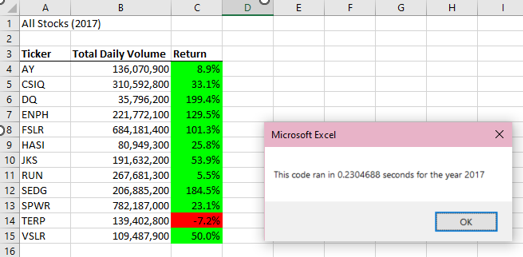 A B C D E F G H I
1 All Stocks (2017)
2
3 Ticker Total Daily Volume Return
4 AY 136,070,900 8.9%
5 CSIQ 310,592,800 33.1%
6 DQ 35,796,200 199.4%
7 ENPH 221,772,100 129.5%
8 FSLR 684,181,400 101.3%
9 HASI 80,949,300 25.8%
10 JKS 191,632,200 53.9%
11 RUN 267,681,300 5.5%
12 SEDG 206,885,200 184.5%
13 SPWR 782,187,000 23.1%
14 TERP 139,402,800 -7.2%
15 VSLR 109,487,900 50.0%
16
Microsoft Excel
This code ran in 0.2304688 seconds for the year 2017
OK